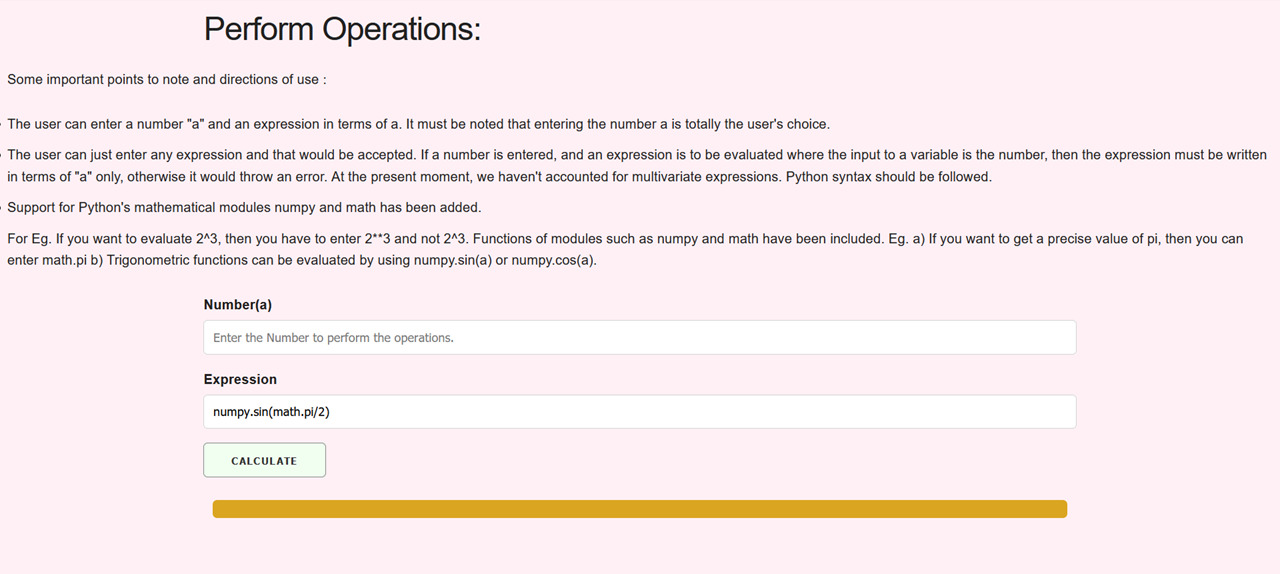 Perform Operations:
Some important points to note and directions of use :
The user can enter a number "a" and an expression in terms of a. It must be noted that entering the number a is totally the user's choice.
The user can just enter any expression and that would be accepted. If a number is entered, and an expression is to be evaluated where the input to a variable is the number, then the expression must be written
in terms of "a" only, otherwise it would throw an error. At the present moment, we haven't accounted for multivariate expressions. Python syntax should be followed.
Support for Python's mathematical modules numpy and math has been added.
For Eg. If you want to evaluate 2^3, then you have to enter 2**3 and not 2^3. Functions of modules such as numpy and math have been included. Eg. a) If you want to get a precise value of pi, then you can
enter math.pi b) Trigonometric functions can be evaluated by using numpy.sin(a) or numpy.cos(a).
Number(a)
Enter the Number to perform the operations.
Expression
numpy.sin(math.pi/2)
CALCULATE